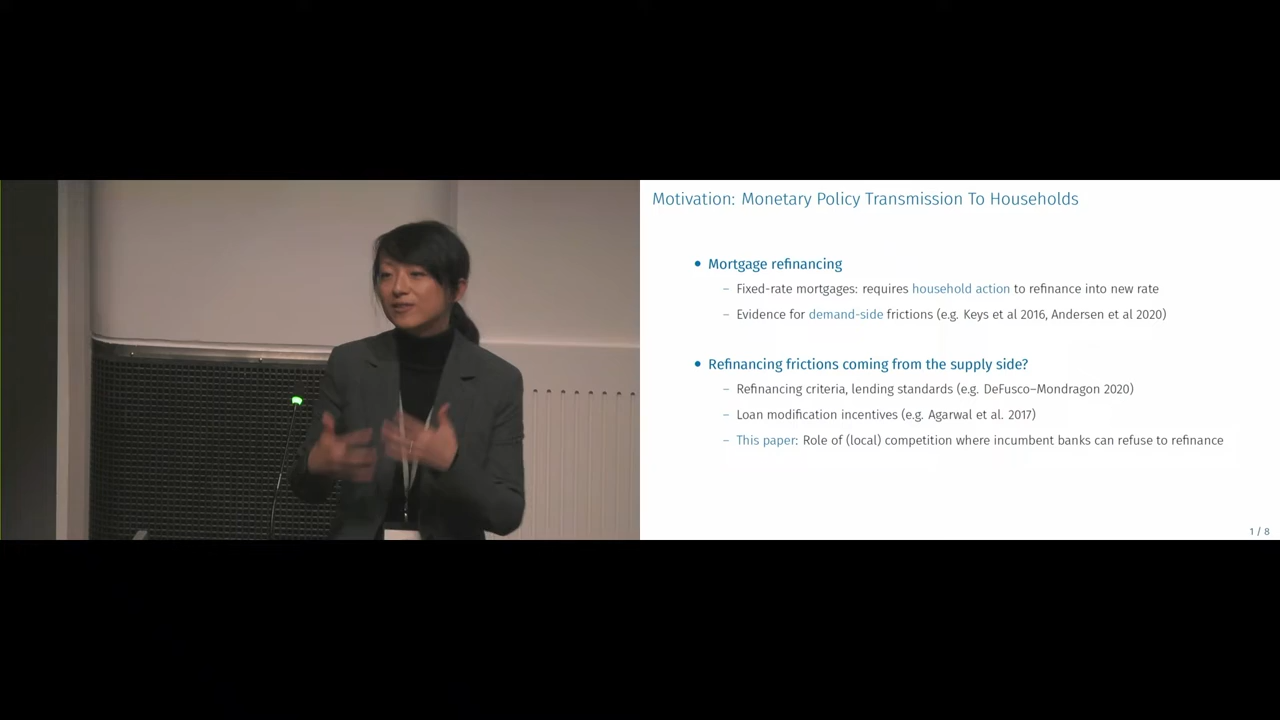 Motivation: Monetary Policy Transmission To Households
• Mortgage refinancing
– Fixed-rate mortgages: requires household action to refinance into new rate
– Evidence for demand-side frictions (e.g. Keys et al 2016, Andersen et al 2020)
• Refinancing frictions coming from the supply side?
– Refinancing criteria, lending standards (e.g. DeFusco–Mondragon 2020)
– Loan modification incentives (e.g. Agarwal et al. 2017)
– This paper: Role of (local) competition where incumbent banks can refuse to refinance
1 / 8